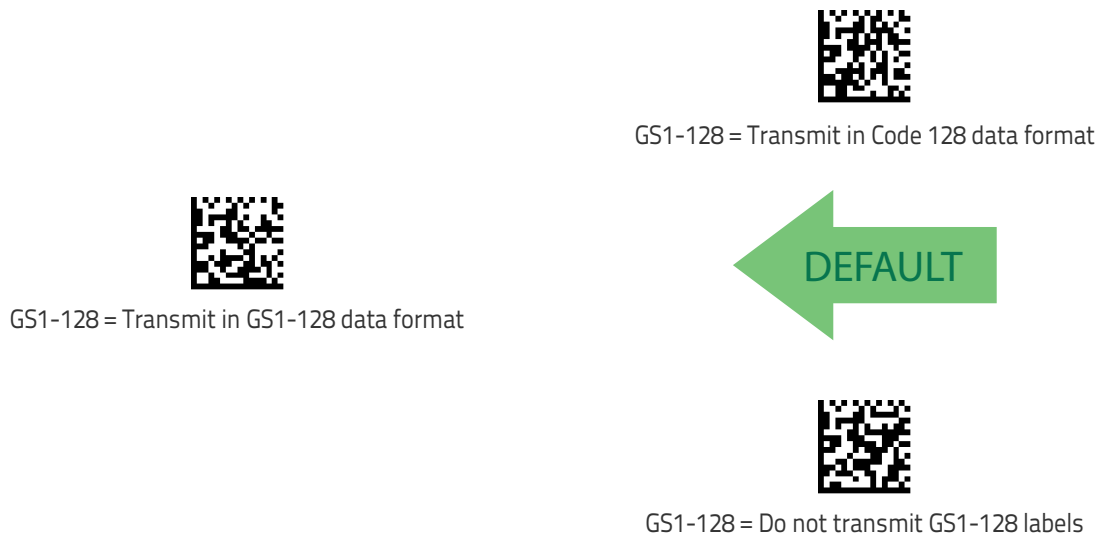 GS1-128 = Transmit in Code 128 data format
DEFAULT
GS1-128 = Transmit in GS1-128 data format
GS1-128 = Do not transmit GS1-128 labels